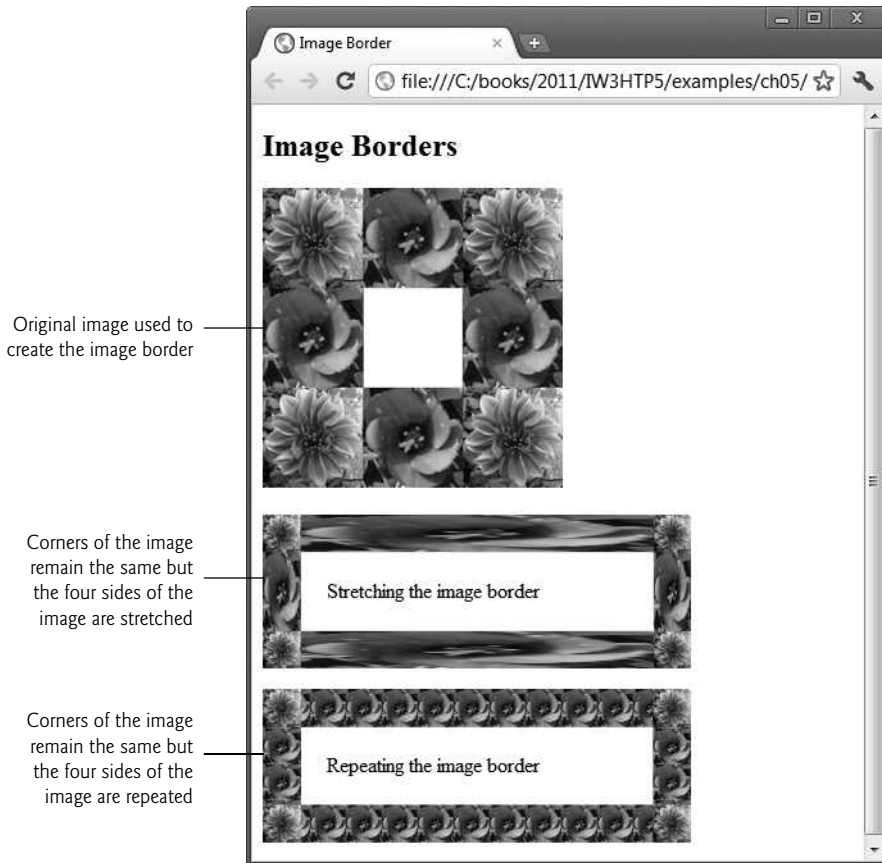 Image Border
file:///C:/books/2011/IW3HTP5/examples/ch05/
Image Borders
Original image used to
create the image border
Corners of the image
remain the same but
the four sides of the
image are stretched
Stretching the image border
Corners of the image
remain the same but
the four sides of the
image are repeated
Repeating the image border